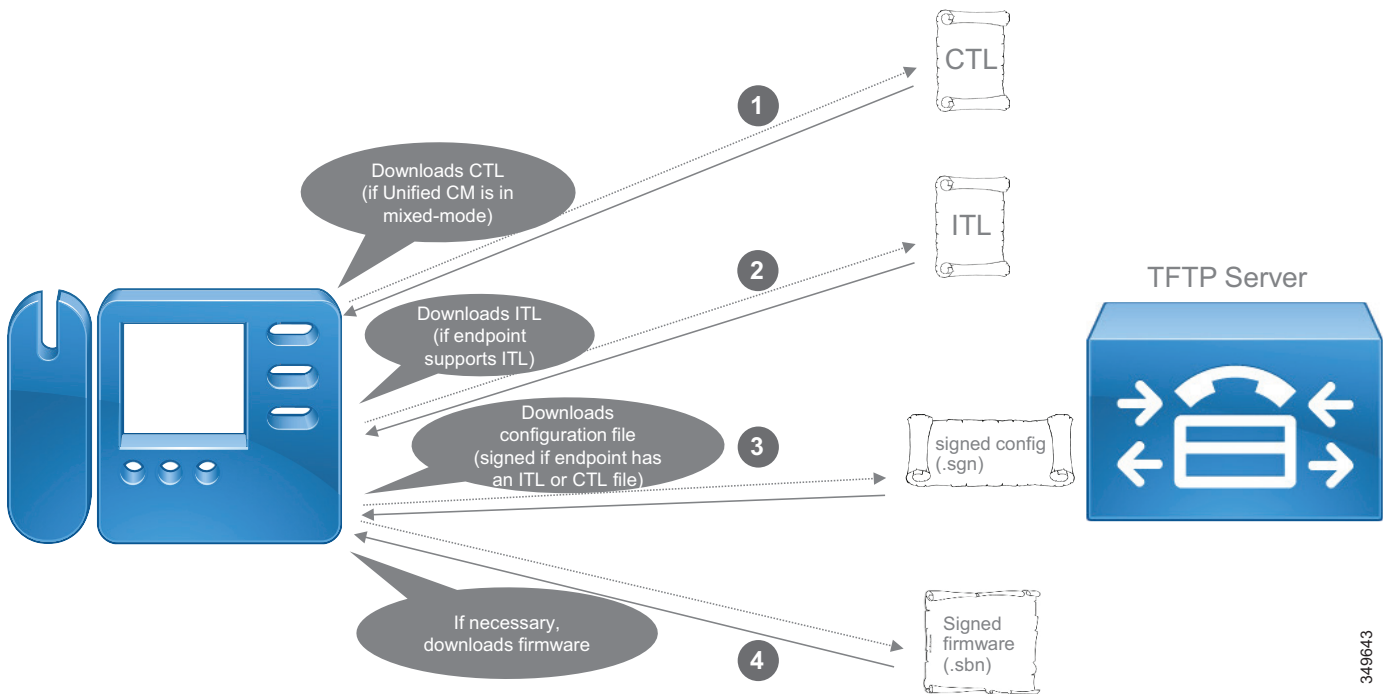 CTL
1
Downloads CTL
(if Unified CM is in
mixed-mode)
ITL
2
TFTP Server
Downloads ITL
(if endpoint
supports ITL)
Downloads
configuration file
(signed if endpoint has
an ITL or CTL file)
3
signed config
(.sgn)
If necessary,
downloads firmware
4
Signed
firmware
(.sbn)
349643